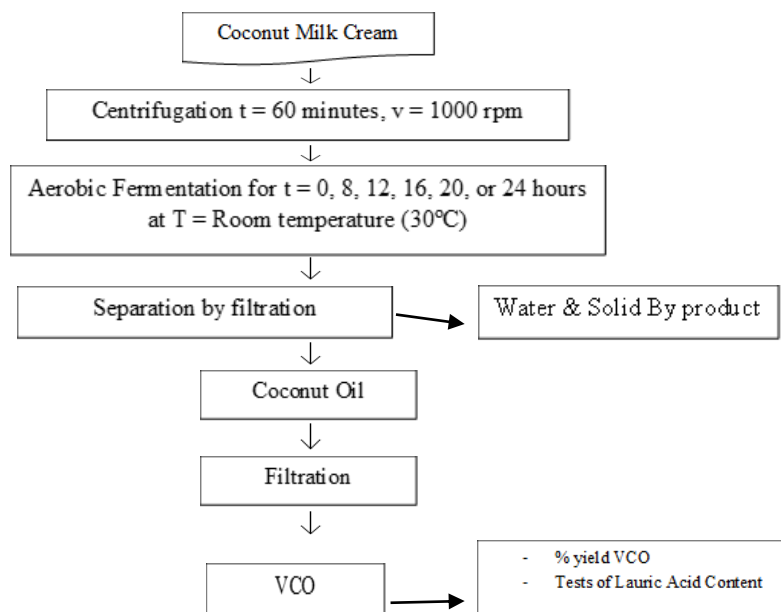 Coconut Milk Cream
Centrifugation t = 60 minutes, v = 1000 rpm
Aerobic Fermentation for t = 0, 8, 12, 16, 20, or 24 hours
at T = Room temperature (30°C)
Separation by filtration
Water & Solid By product
Coconut Oil
Filtration
VCO
- % yield VCO
- Tests of Lauric Acid Content